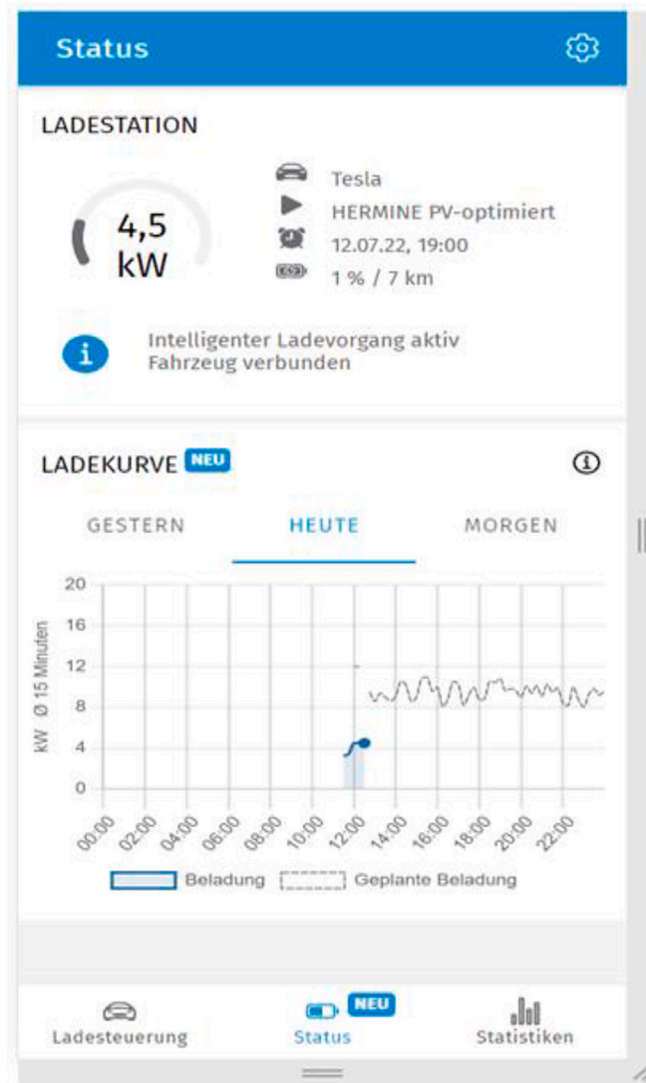 Status
LADESTATION
4,5
kW
Tesla
HERMINE PV-optimiert
12.07.22, 19:00
1 % / 7 km
i
Intelligenter Ladevorgang aktiv
Fahrzeug verbunden
LADEKURVE NEU
GESTERN HEUTE MORGEN
kW Ø 15 Minuten
20
16
12
8
4
0
00:00 02:00 04:00 06:00 08:00 10:00 12:00 14:00 16:00 18:00 20:00 22:00
Beladung Geplante Beladung
NEU
Ladesteuerung Status Statistiken